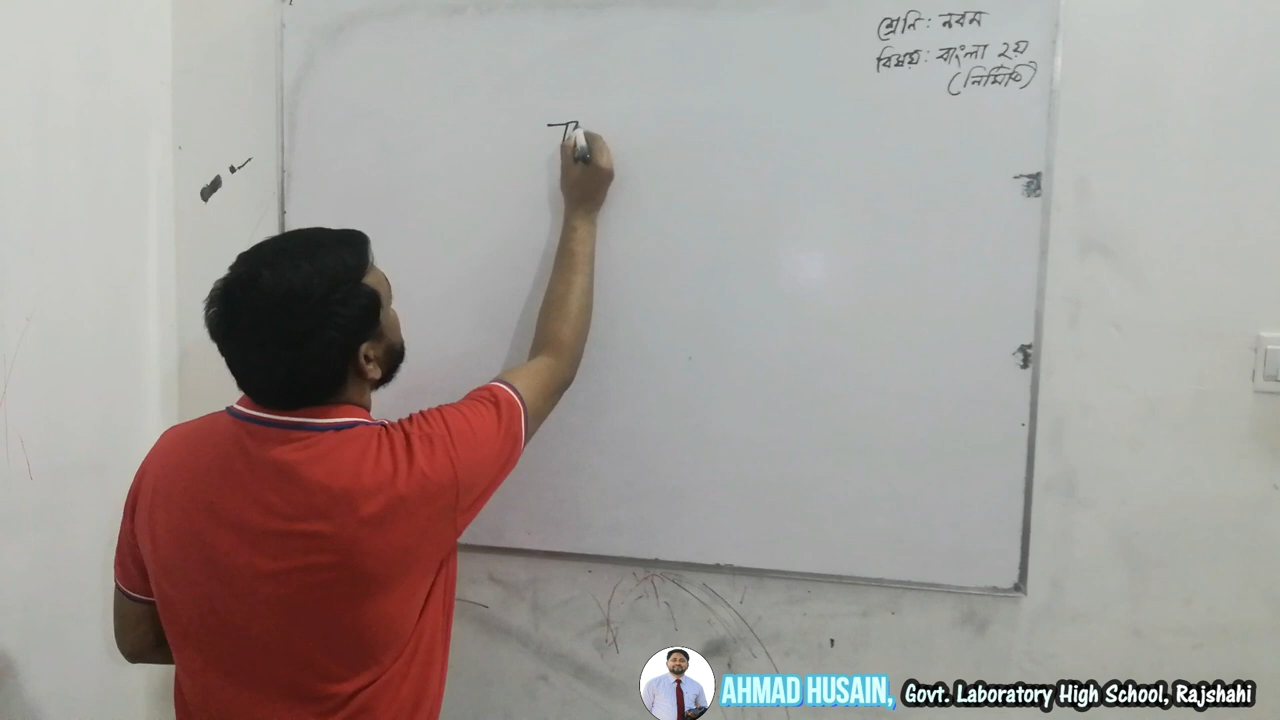 শ্রেণি: নবম
বিষয়: বাংলা ২য়
(নির্মিতি)
AHMAD HUSAIN, Govt. Laboratory High School, Rajshahi